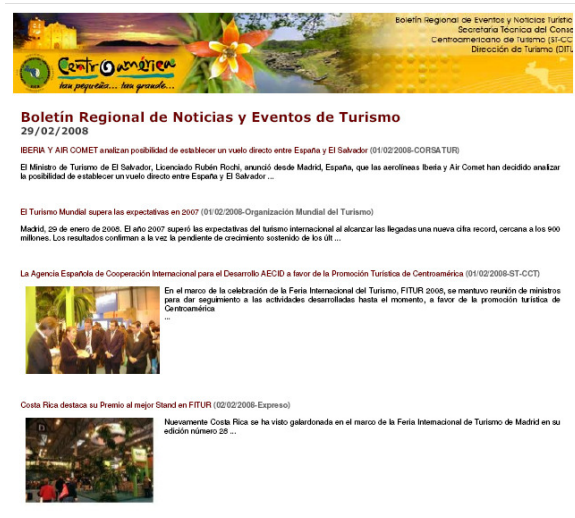 Boletín Regional de Eventos y Noticias Turístic
Secretaría Técnica del Conse
Centroamericano de Turismo (ST-CC
Dirección de Turismo (DITU
Centroamérica
tan pequeña... tan grande...
Boletín Regional de Noticias y Eventos de Turismo
29/02/2008
IBERIA Y AIR COMET analizan posibilidad de establecer un vuelo directo entre España y El Salvador (01/02/2008-CORSATUR)
El Ministro de Turismo de El Salvador, Licenciado Rubén Rochi, anunció desde Madrid, España, que las aerolíneas Iberia y Air Comet han decidido analizar
la posibilidad de establecer un vuelo directo entre España y El Salvador ...
El Turismo Mundial supera las expectativas en 2007 (01/02/2008-Organización Mundial del Turismo)
Madrid, 29 de enero de 2008. El año 2007 superó las expectativas del turismo internacional al alcanzar las llegadas una nueva cifra record, cercana a los 900
millones. Los resultados confirman a la vez la pendiente de crecimiento sostenido de los últ ...
La Agencia Española de Cooperación Internacional para el Desarrollo AECID a favor de la Promoción Turística de Centroamérica (01/02/2008-ST-CCT)
En el marco de la celebración de la Feria Internacional del Turismo, FITUR 2008, se mantuvo reunión de ministros
para dar seguimiento a las actividades desarrolladas hasta el momento, a favor de la promoción turística de
Centroamérica
...
Costa Rica destaca su Premio al mejor Stand en FITUR (02/02/2008-Expreso)
Nuevamente Costa Rica se ha visto galardonada en el marco de la Feria Internacional de Turismo de Madrid en su
edición número 28 ...